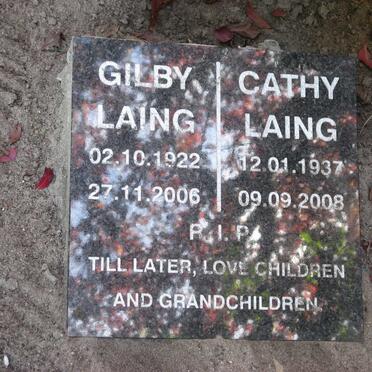 GILBY
LAING
02.10.1922
27.11.2006
CATHY
LAING
12.01.1937
09.09.2008
R.I.P.
TILL LATER, LOVE CHILDREN
AND GRANDCHILDREN